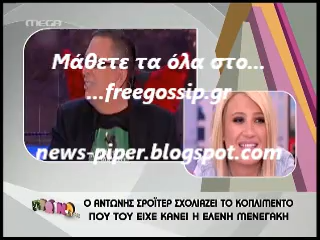 MEGA
Μάθετε τα όλα στο...
...freegossip.gr
news-piper.blogspot.com
Ο ΑΝΤΩΝΗΣ ΣΡΟΪΤΕΡ ΣΧΟΛΙΑΖΕΙ ΤΟ ΚΟΠΛΙΜΕΝΤΟ
ΠΟΥ ΤΟΥ ΕΙΧΕ ΚΑΝΕΙ Η ΕΛΕΝΗ ΜΕΝΕΓΑΚΗ